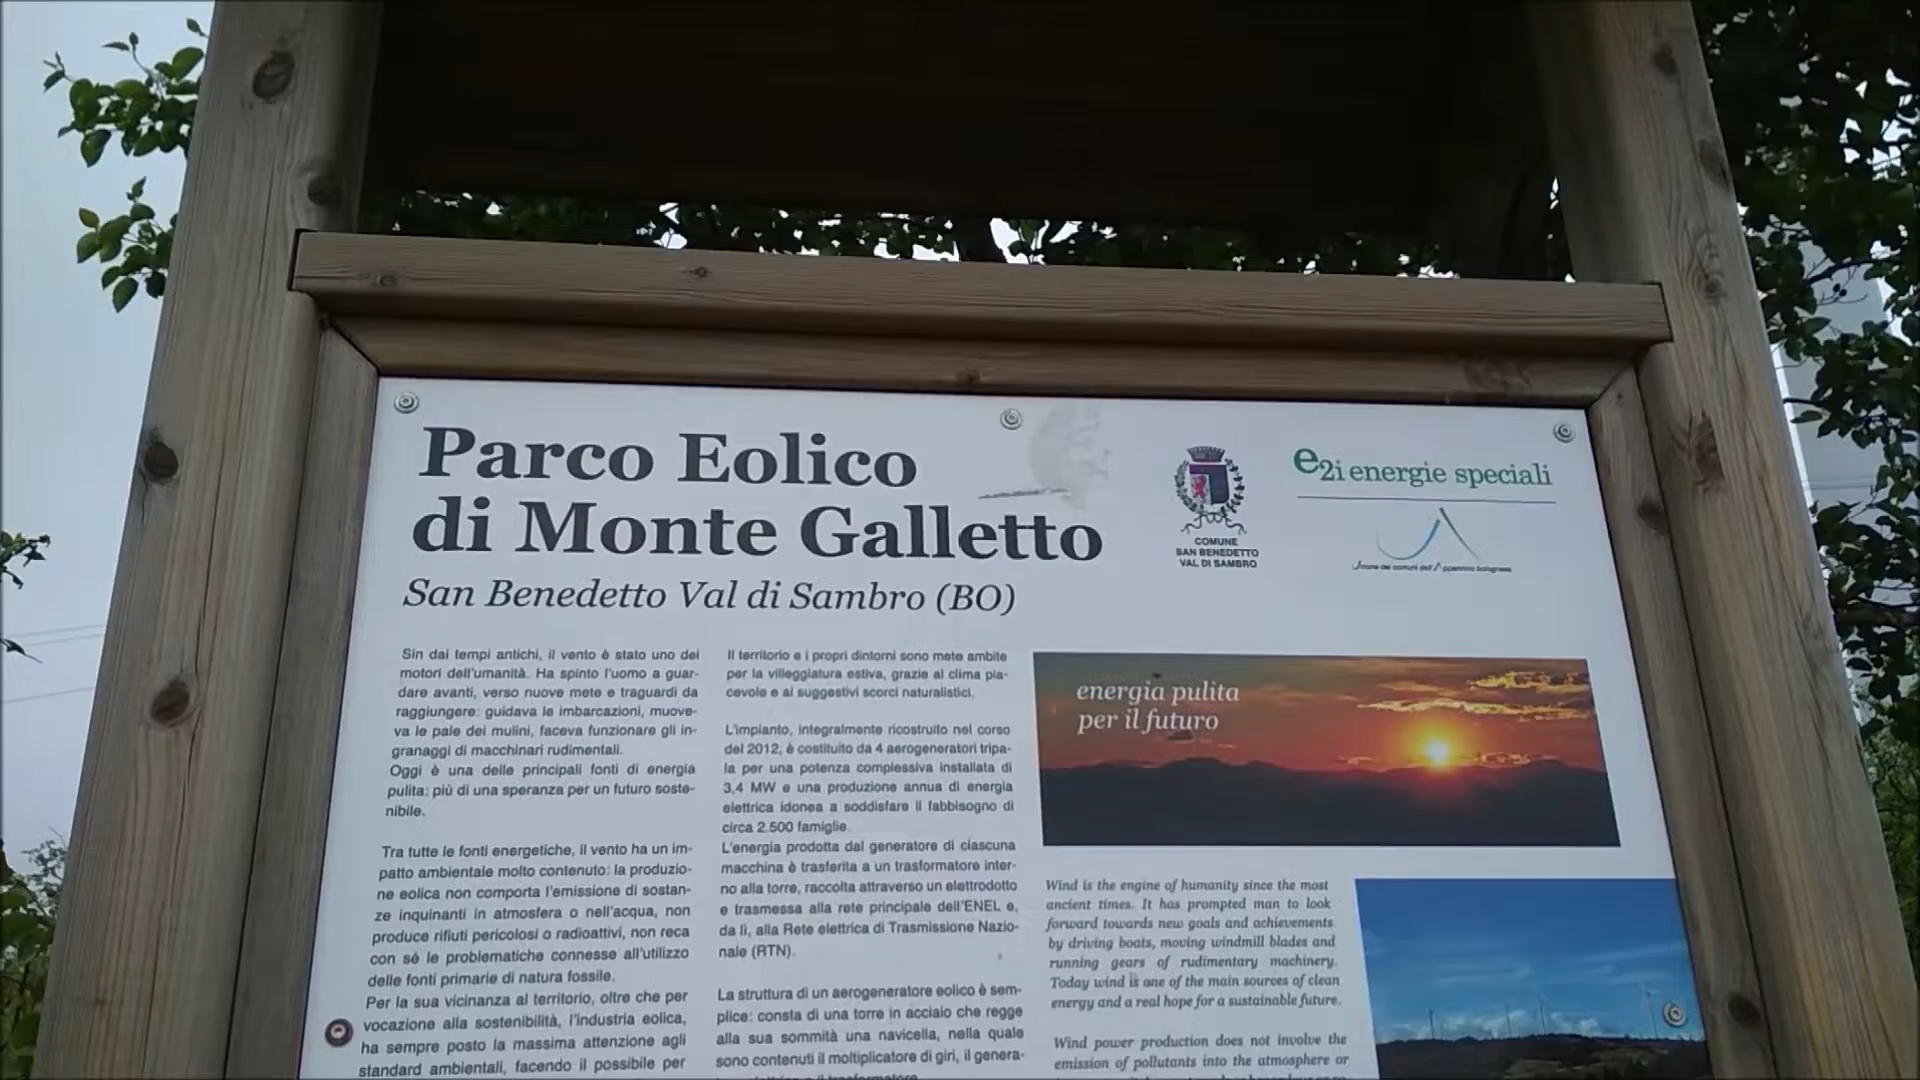 Parco Eolico
di Monte Galletto
San Benedetto Val di Sambro (BO)
COMUNE
SAN BENEDETTO
VAL DI SAMBRO
e2i energie speciali
Unione dei comuni dell'Appennino bolognese
Sin dai tempi antichi, il vento è stato uno dei
motori dell'umanità. Ha spinto l'uomo a guar-
dare avanti, verso nuove mete e traguardi da
raggiungere: guidava le imbarcazioni, muove-
va le pale dei mulini, faceva funzionare gli in-
granaggi di macchinari rudimentali.
Oggi è una delle principali fonti di energia
pulita: più di una speranza per un futuro soste-
nibile.
Tra tutte le fonti energetiche, il vento ha un im-
patto ambientale molto contenuto: la produzio-
ne eolica non comporta l'emissione di sostan-
ze inquinanti in atmosfera o nell'acqua, non
produce rifiuti pericolosi o radioattivi, non reca
con sé le problematiche connesse all'utilizzo
delle fonti primarie di natura fossile.
Per la sua vicinanza al territorio, oltre che per
vocazione alla sostenibilità, l'industria eolica,
ha sempre posto la massima attenzione agli
standard ambientali, facendo il possibile per
Il territorio e i propri dintorni sono mete ambite
per la villeggiatura estiva, grazie al clima pia-
cevole e ai suggestivi scorci naturalistici.
L'impianto, integralmente ricostruito nel corso
del 2012, è costituito da 4 aerogeneratori tripa-
la per una potenza complessiva installata di
3,4 MW e una produzione annua di energia
elettrica idonea a soddisfare il fabbisogno di
circa 2.500 famiglie.
L'energia prodotta dal generatore di ciascuna
macchina è trasferita a un trasformatore inter-
no alla torre, raccolta attraverso un elettrodotto
e trasmessa alla rete principale dell'ENEL e,
da lì, alla Rete elettrica di Trasmissione Nazio-
nale (RTN).
La struttura di un aerogeneratore eolico è sem-
plice: consta di una torre in acciaio che regge
alla sua sommità una navicella, nella quale
sono contenuti il moltiplicatore di giri, il genera-
energia pulita
per il futuro
Wind is the engine of humanity since the most
ancient times. It has prompted man to look
forward towards new goals and achievements
by driving boats, moving windmill blades and
running gears of rudimentary machinery.
Today wind is one of the main sources of clean
energy and a real hope for a sustainable future.
Wind power production does not involve the
emission of pollutants into the atmosphere or